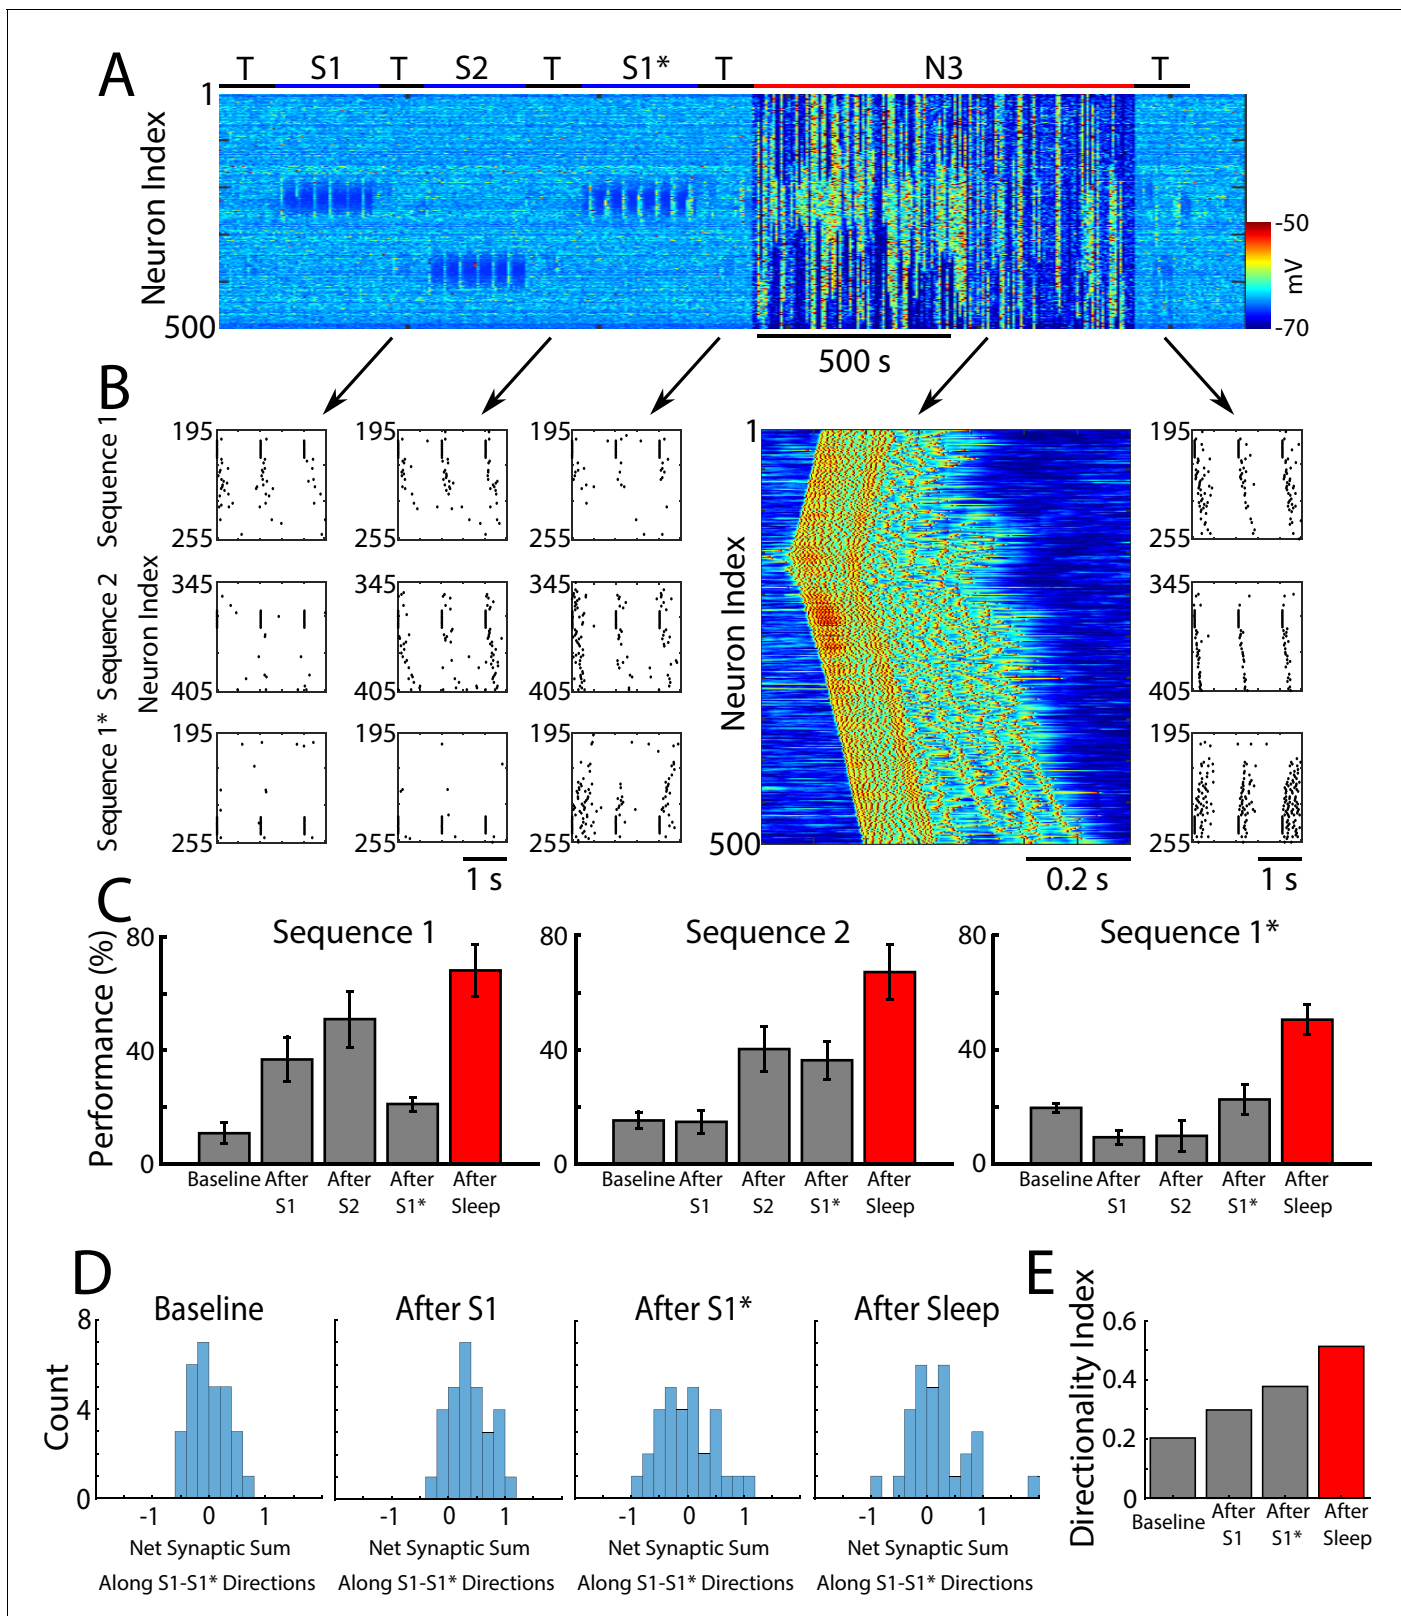 A
T S1 T S2 T S1* T N3 T
1
Neuron Index
500
-50
mV
-70
500 s
B
Sequence 1
195
255
195
255
195
255
1
195
255
Neuron Index
Sequence 2
345
405
345
405
345
405
Neuron Index
345
405
Sequence 1*
195
255
195
255
195
255
500
195
255
1 s
0.2 s
1 s
C
Performance (%)
80
40
0
Sequence 1
Baseline After S1 After S2 After S1* After Sleep
80
40
0
Sequence 2
Baseline After S1 After S2 After S1* After Sleep
80
40
0
Sequence 1*
Baseline After S1 After S2 After S1* After Sleep
D
Baseline
After S1
After S1*
After Sleep
8
4
0
Count
-1 0 1
-1 0 1
-1 0 1
-1 0 1
Net Synaptic Sum
Along S1-S1* Directions
Net Synaptic Sum
Along S1-S1* Directions
Net Synaptic Sum
Along S1-S1* Directions
Net Synaptic Sum
Along S1-S1* Directions
E
Directionality Index
0.6
0.4
0.2
0
Baseline After S1 After S1* After Sleep